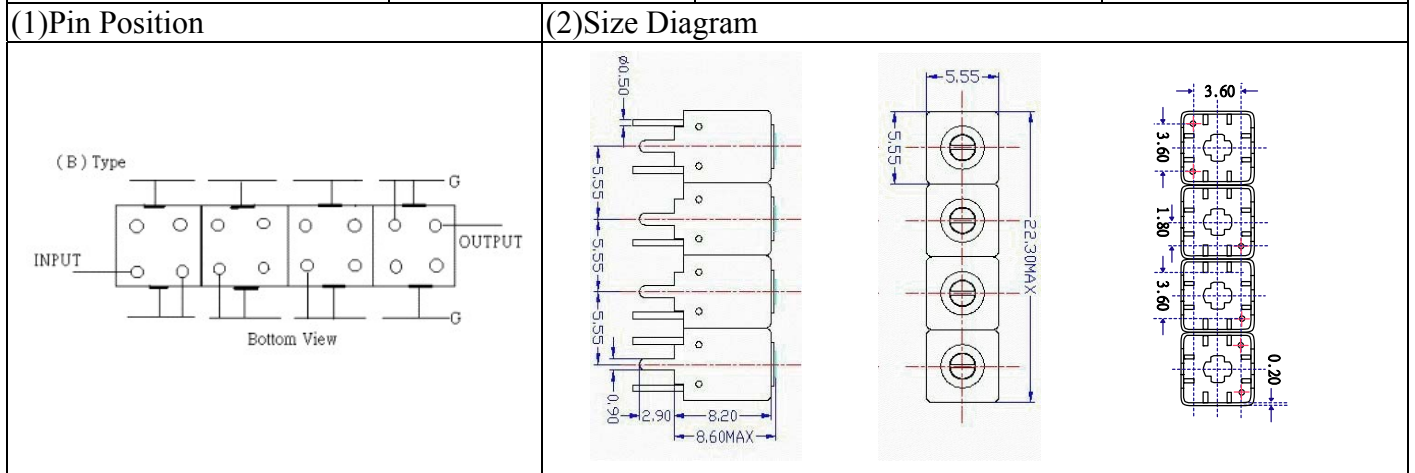 (1)Pin Position
(2)Size Diagram
(B) Type
G
INPUT
OUTPUT
G
Bottom View
ø0.50
5.55
5.55
5.55
0.90
2.90
8.20
8.60MAX
5.55
5.55
22.30MAX
3.60
3.60
1.80
3.60
0.20